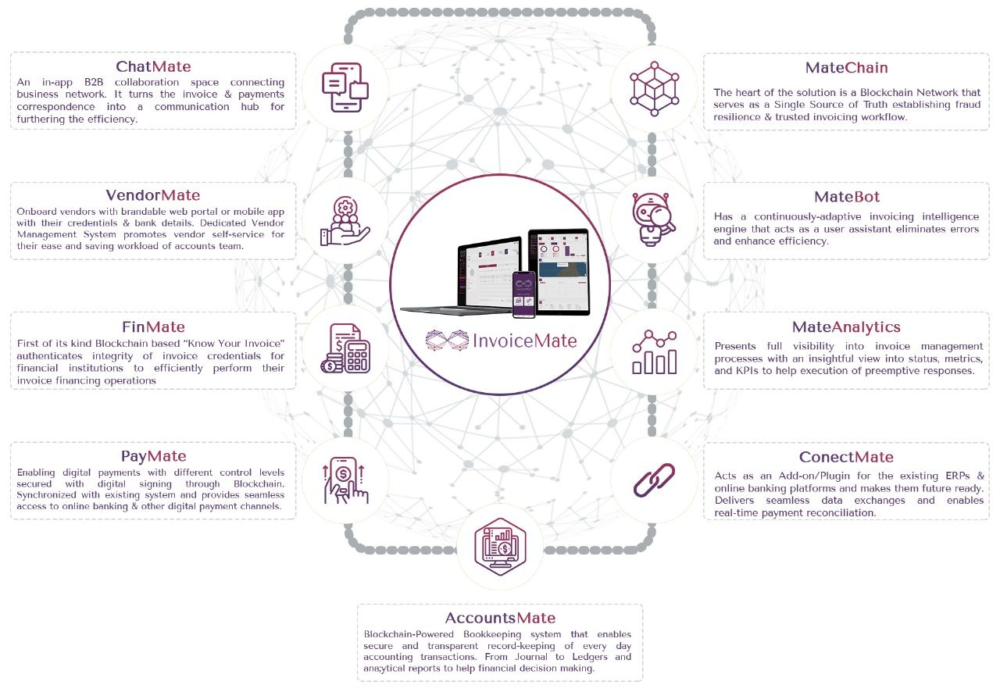 ChatMate
An in-app B2B collaboration space connecting
business network. It turns the invoice & payments
correspondence into a communication hub for
furthering the efficiency.
VendorMate
Onboard vendors with brandable web portal or mobile app
with their credentials & bank details. Dedicated Vendor
Management System promotes vendor self-service for
their ease and saving workload of accounts team.
FinMate
First of its kind Blockchain based “Know Your Invoice”
authenticates integrity of invoice credentials for
financial institutions to efficiently perform their
invoice financing operations
PayMate
Enabling digital payments with different control levels
secured with digital signing through Blockchain.
Synchronized with existing system and provides seamless
access to online banking & other digital payment channels.
InvoiceMate
MateChain
The heart of the solution is a Blockchain Network that
serves as a Single Source of Truth establishing fraud
resilience & trusted invoicing workflow.
MateBot
Has a continuously-adaptive invoicing intelligence
engine that acts as a user assistant eliminates errors
and enhance efficiency.
MateAnalytics
Presents full visibility into invoice management
processes with an insightful view into status, metrics,
and KPIs to help execution of preemptive responses.
ConectMate
Acts as an Add-on/Plugin for the existing ERPs &
online banking platforms and makes them future ready.
Delivers seamless data exchanges and enables
real-time payment reconciliation.
AccountsMate
Blockchain-Powered Bookkeeping system that enables
secure and transparent record-keeping of every day
accounting transactions. From Journal to Ledgers and
ana;ytical reports to help financial decision making.